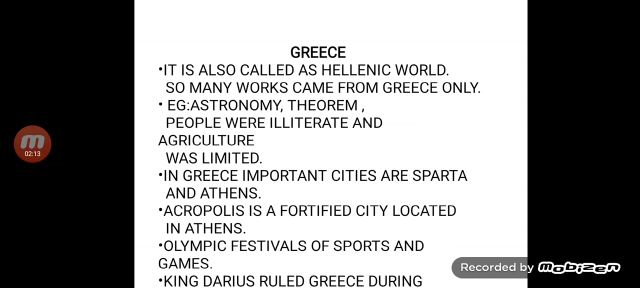 GREECE
•IT IS ALSO CALLED AS HELLENIC WORLD.
SO MANY WORKS CAME FROM GREECE ONLY.
• EG:ASTRONOMY, THEOREM ,
PEOPLE WERE ILLITERATE AND
AGRICULTURE
WAS LIMITED.
•IN GREECE IMPORTANT CITIES ARE SPARTA
AND ATHENS.
•ACROPOLIS IS A FORTIFIED CITY LOCATED
IN ATHENS.
•OLYMPIC FESTIVALS OF SPORTS AND
GAMES.
•KING DARIUS RULED GREECE DURING
02:13
Recorded by Mobizen